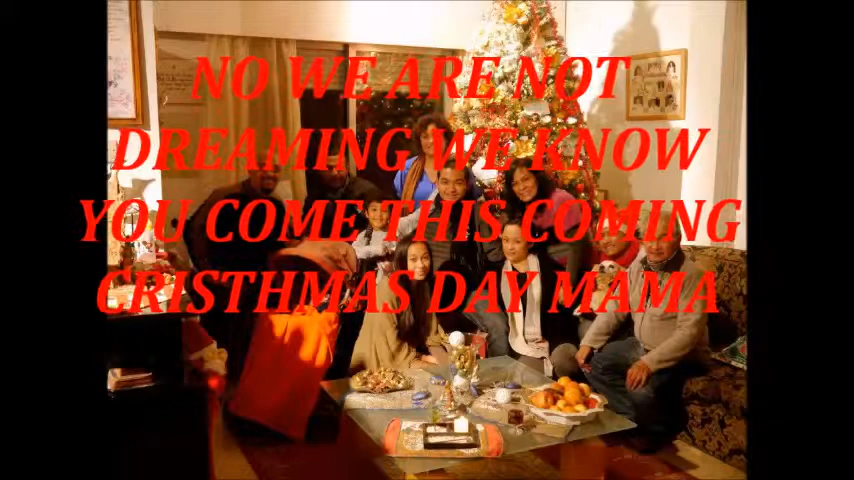 NO WE ARE NOT
DREAMING WE KNOW
YOU COME THIS COMING
CRISTHMAS DAY MAMA